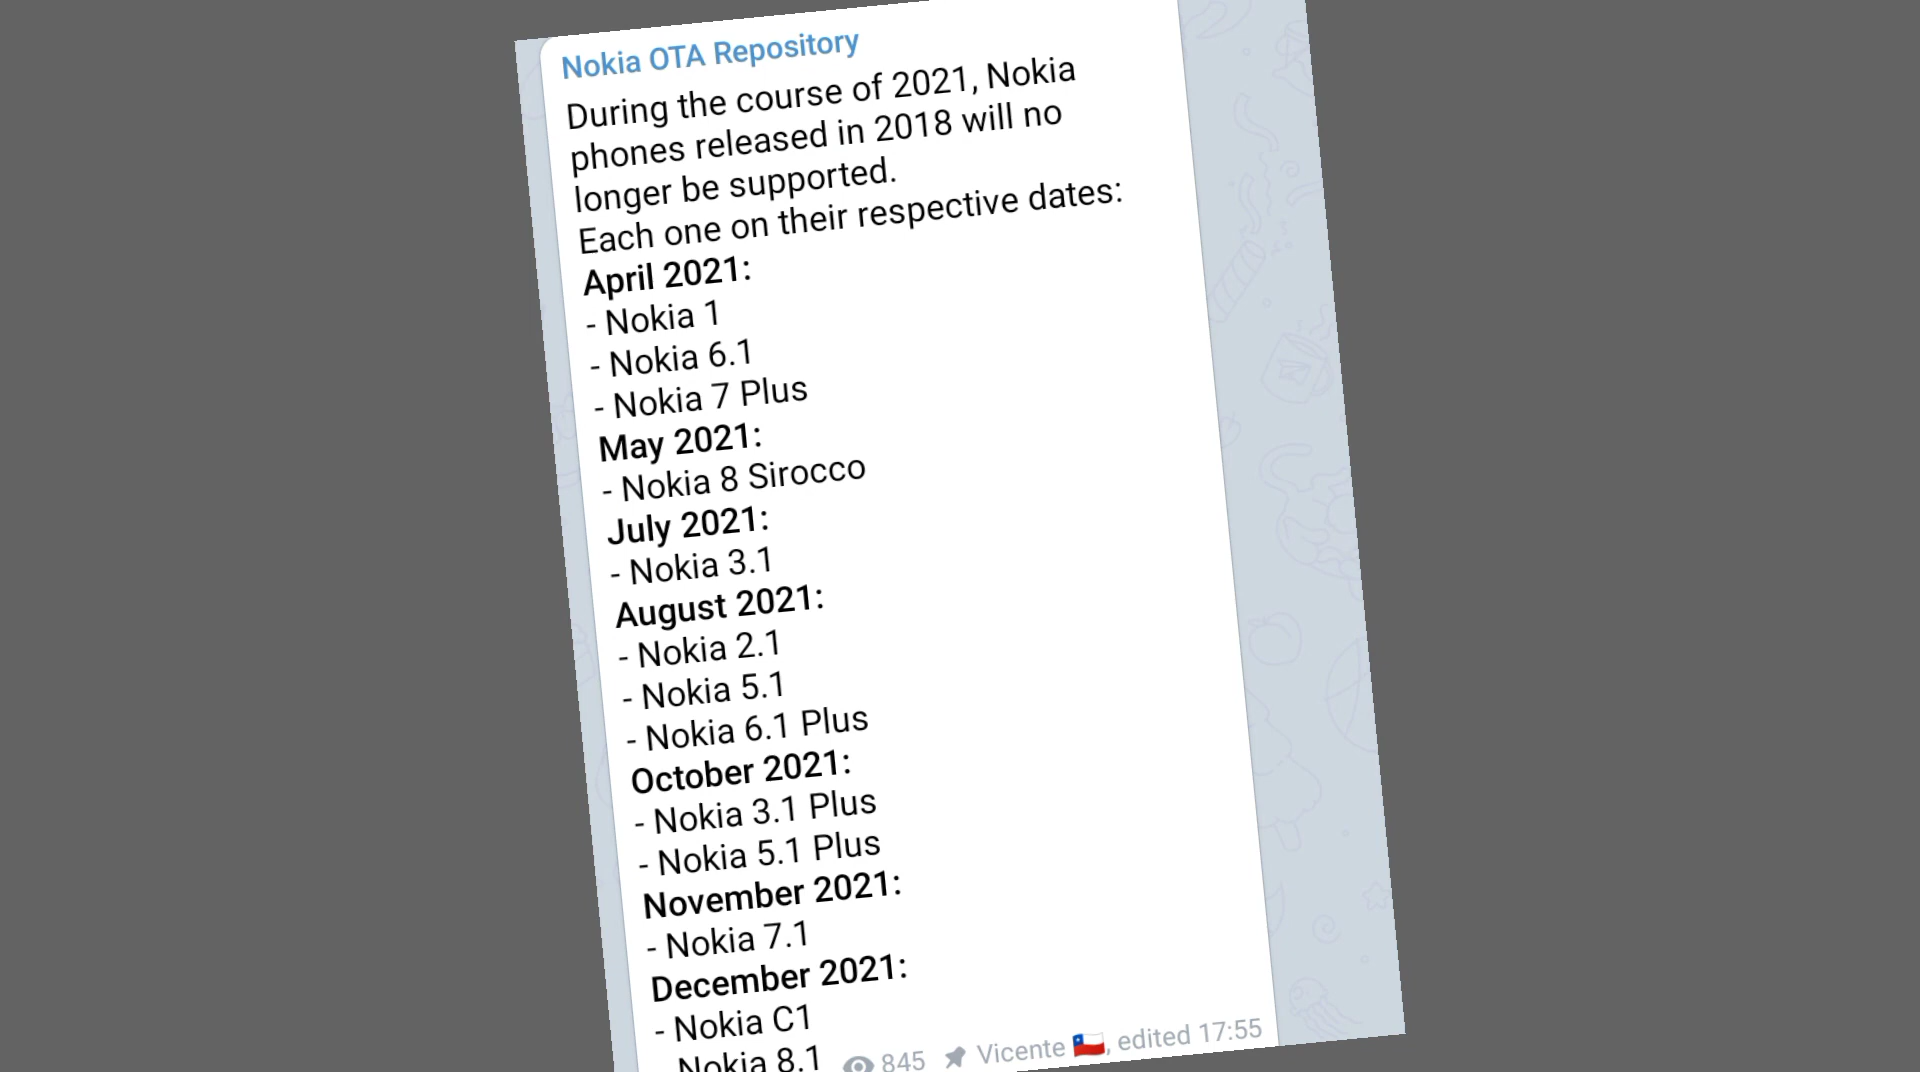 Nokia OTA Repository
During the course of 2021, Nokia
phones released in 2018 will no
longer be supported.
Each one on their respective dates:
April 2021:
- Nokia 1
- Nokia 6.1
- Nokia 7 Plus
May 2021:
- Nokia 8 Sirocco
July 2021:
- Nokia 3.1
August 2021:
- Nokia 2.1
- Nokia 5.1
- Nokia 6.1 Plus
October 2021:
- Nokia 3.1 Plus
- Nokia 5.1 Plus
November 2021:
- Nokia 7.1
December 2021:
- Nokia C1
Nokia 8.1
845 Vicente 🇨🇱, edited 17:55